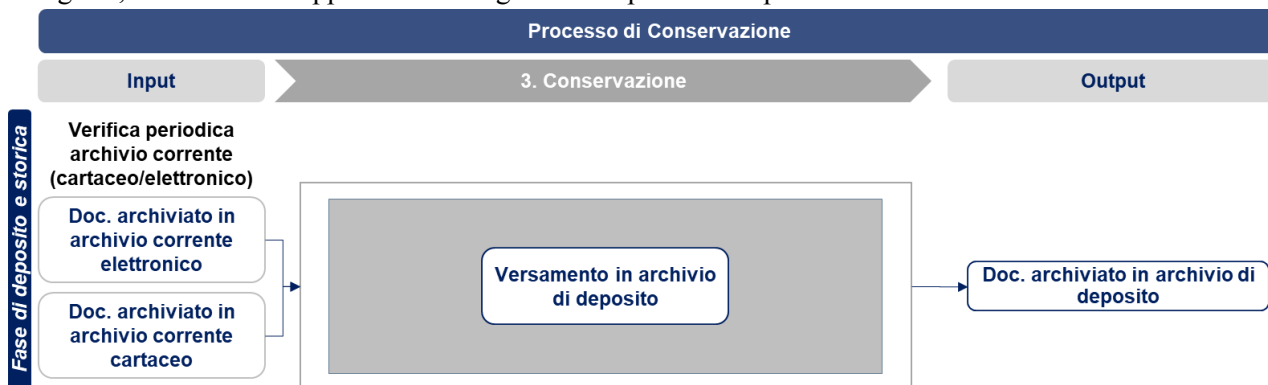 Processo di Conservazione
Input
3. Conservazione
Output
Fase di deposito e storica
Verifica periodica
archivio corrente
(cartaceo/elettronico)
Doc. archiviato in
archivio corrente
elettronico
Doc. archiviato in
archivio corrente
cartaceo
Versamento in archivio
di deposito
Doc. archiviato in archivio di
deposito